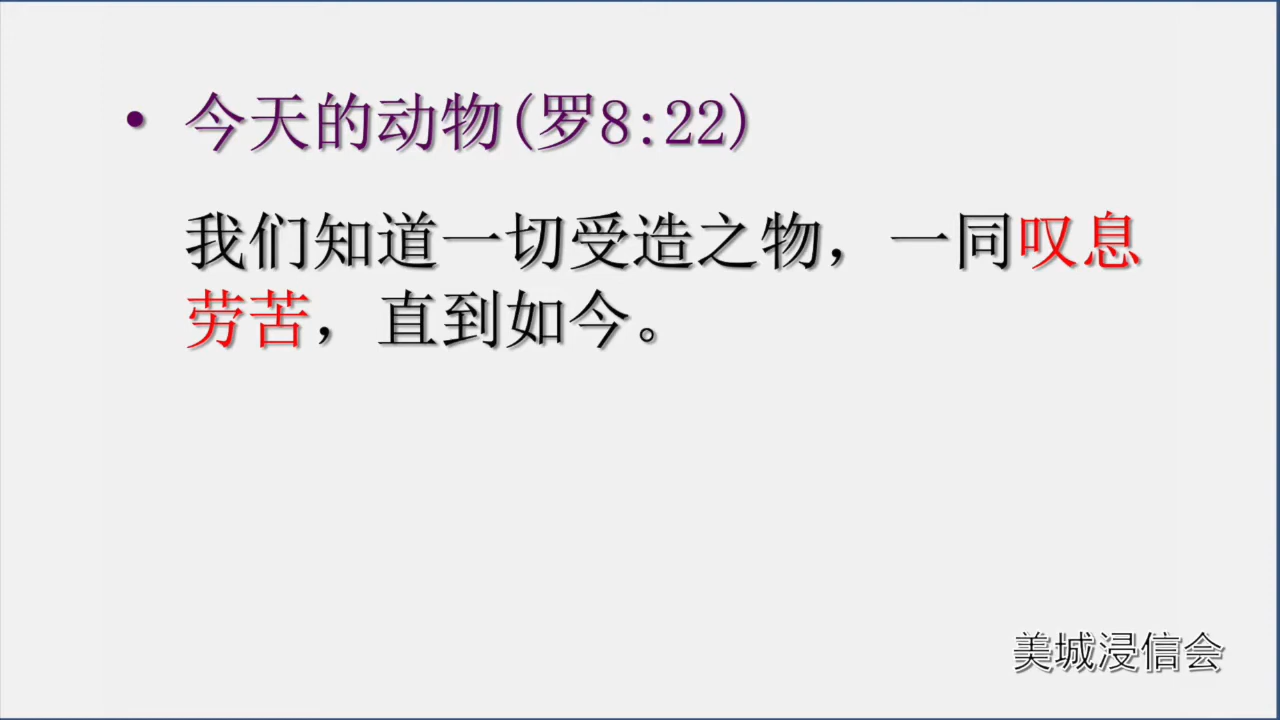 • 今天的动物(罗8:22)
我们知道一切受造之物，一同叹息
劳苦，直到如今。
美城浸信会